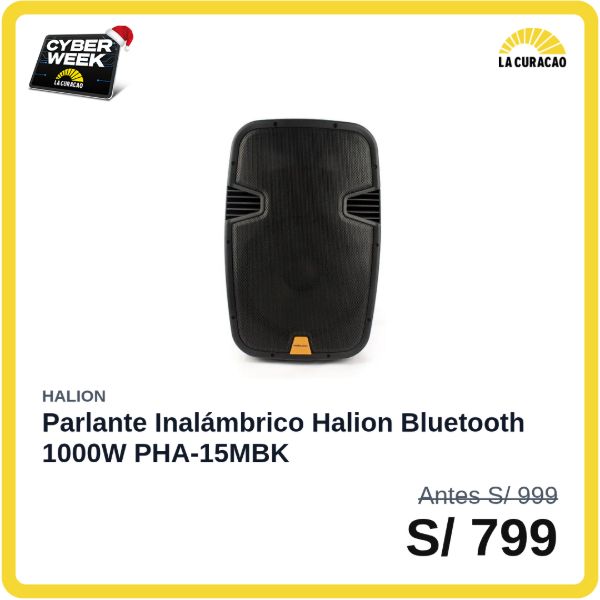 CYBER
WEEK
LA CURACAO
LA CURACAO
HALION
Parlante Inalámbrico Halion Bluetooth
1000W PHA-15MBK
Antes S/ 999
S/ 799